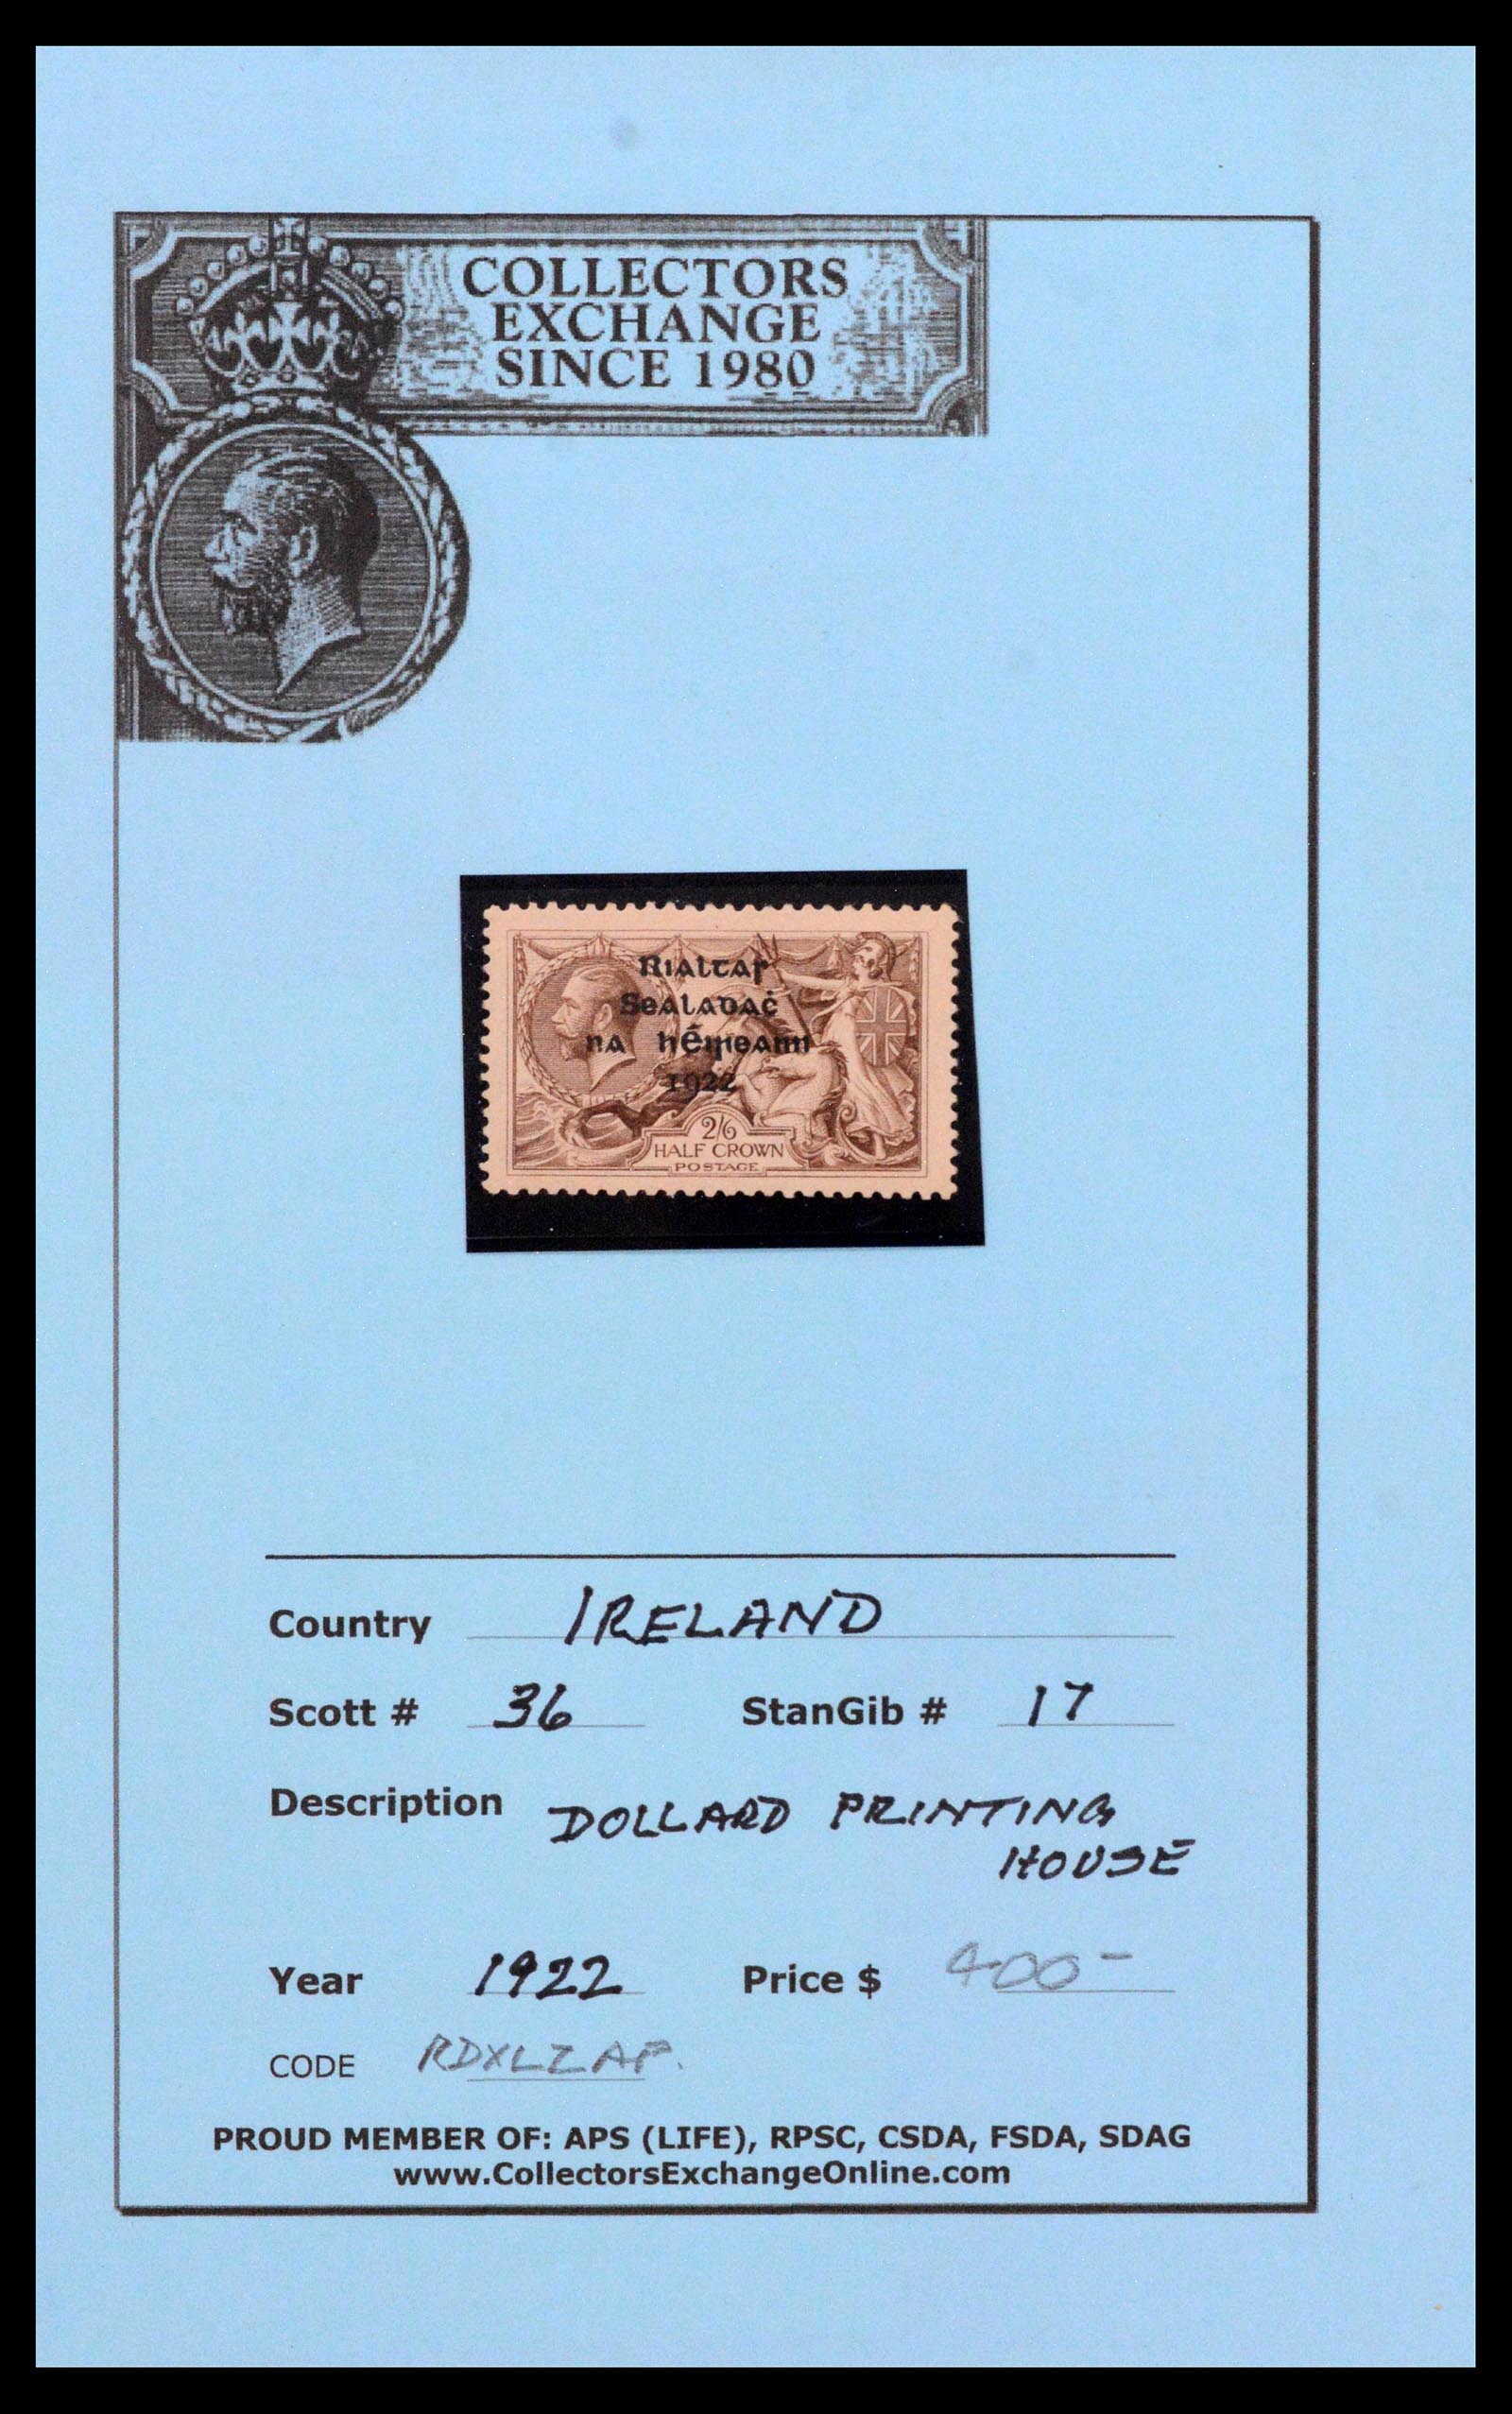 COLLECTORS
EXCHANGE
SINCE 1980
Rialtaſ
Sealadaċ
na hÉireann
1922
2/6
HALF CROWN
POSTAGE
Country IRELAND
Scott # 36 StanGib # 17
Description DOLLARD PRINTING
HOUSE
Year 1922 Price $ 400-
CODE RDXLZAF.
PROUD MEMBER OF: APS (LIFE), RPSC, CSDA, FSDA, SDAG
www.CollectorsExchangeOnline.com